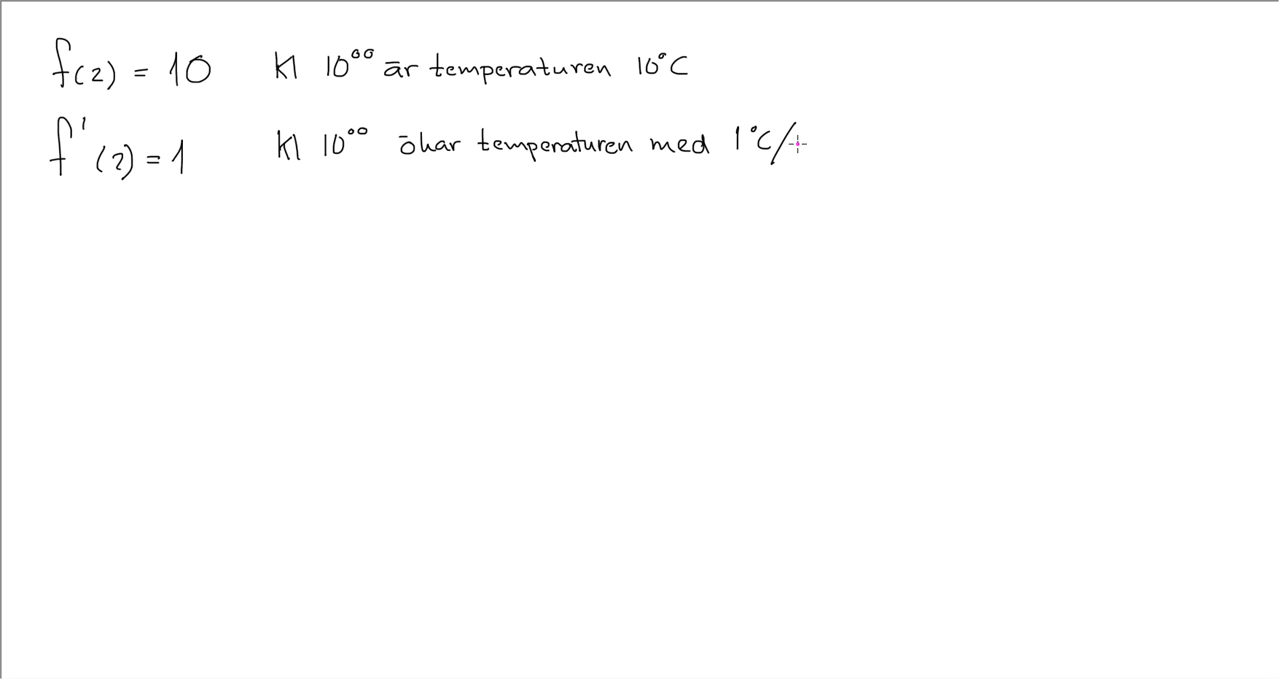 f(2) = 10 kl 10⁰⁰ är temperaturen 10°C
f'(2) = 1 kl 10⁰⁰ ökar temperaturen med 1°C/